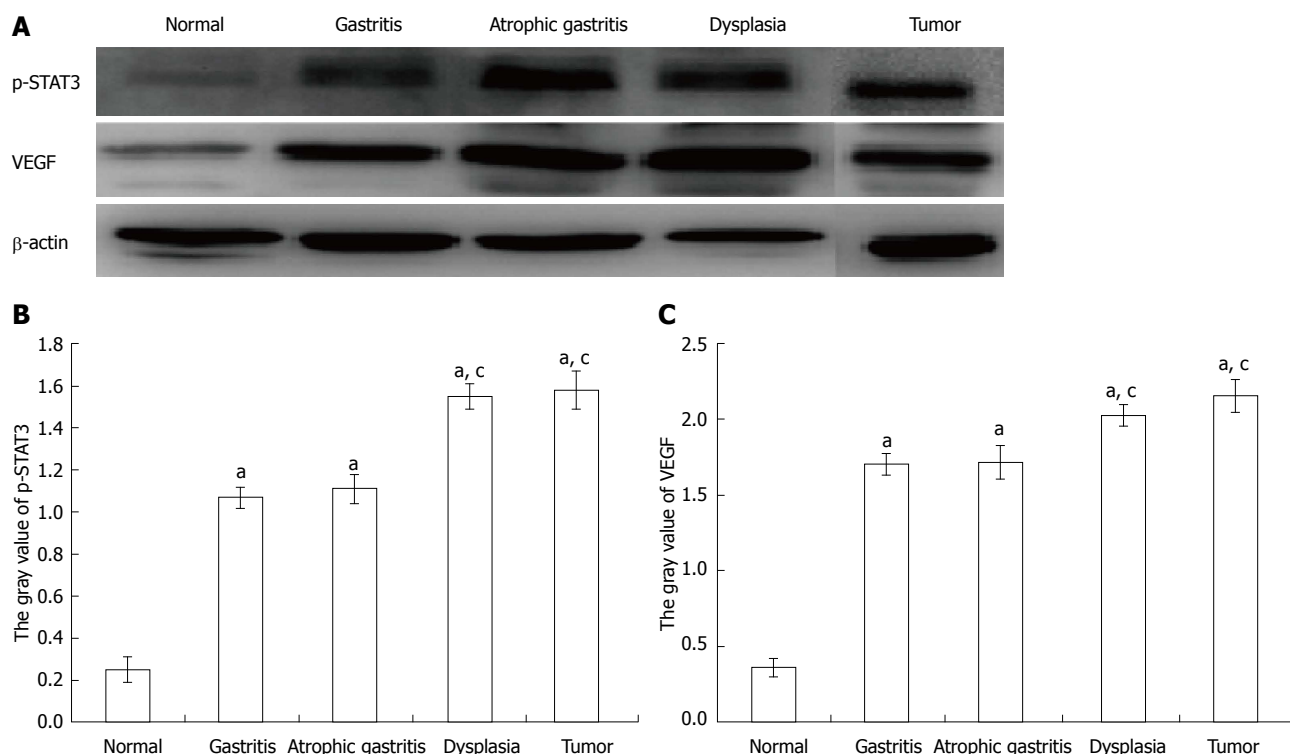 A
Normal Gastritis Atrophic gastritis Dysplasia Tumor
p-STAT3
VEGF
β-actin
B
The gray value of p-STAT3
1.8
1.6
1.4
1.2
1.0
0.8
0.6
0.4
0.2
0.0
a
a
a, c
a, c
Normal Gastritis Atrophic gastritis Dysplasia Tumor
C
The gray value of VEGF
2.5
2.0
1.5
1.0
0.5
0.0
a
a
a, c
a, c
Normal Gastritis Atrophic gastritis Dysplasia Tumor